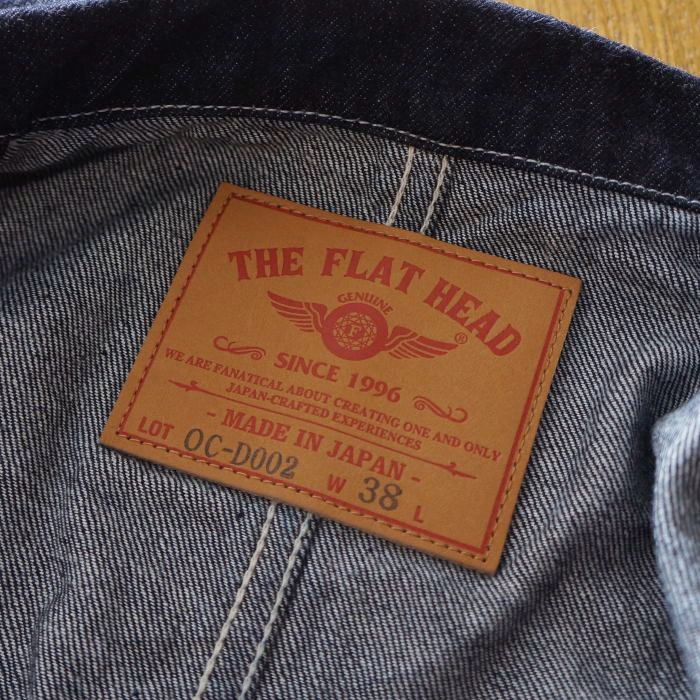 THE FLAT HEAD
GENUINE
F
®
SINCE 1996
WE ARE FANATICAL ABOUT CREATING ONE AND ONLY
JAPAN-CRAFTED EXPERIENCES
- MADE IN JAPAN -
LOT OC-D002 W 38 L